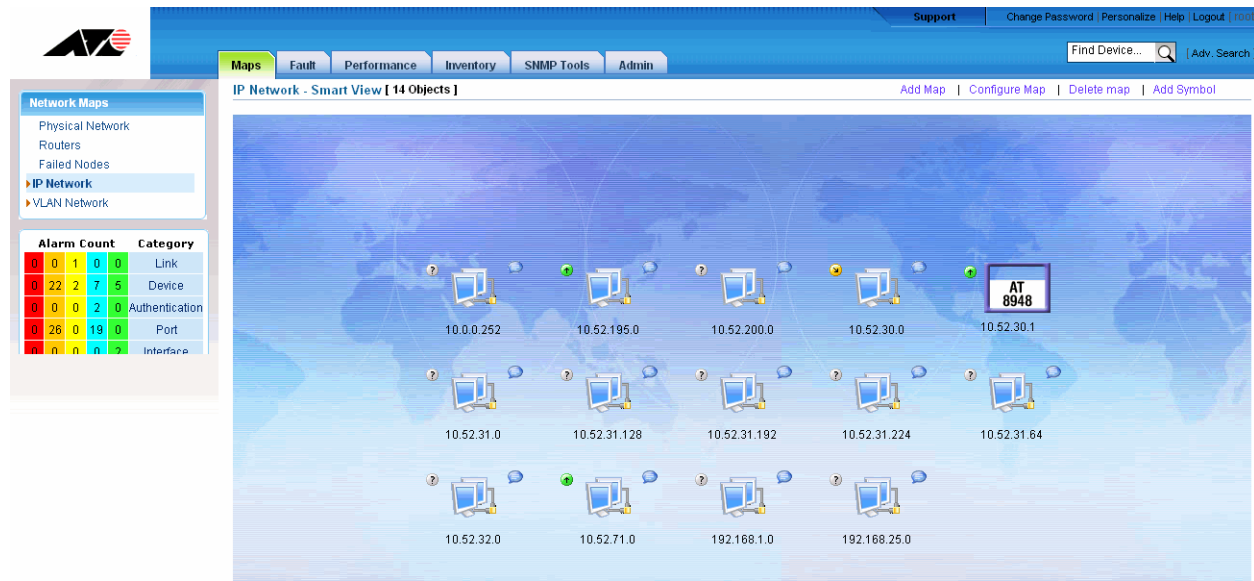 Support Change Password | Personalize | Help | Logout | root
Find Device... | Adv. Search
Maps Fault Performance Inventory SNMP Tools Admin
IP Network - Smart View [ 14 Objects ] Add Map | Configure Map | Delete map | Add Symbol
Network Maps
Physical Network
Routers
Failed Nodes
IP Network
VLAN Network
Alarm Count Category
0 0 1 0 0 Link
0 22 2 7 5 Device
0 0 0 2 0 Authentication
0 26 0 19 0 Port
0 0 0 0 2 Interface
AT
8948
10.0.0.252 10.52.195.0 10.52.200.0 10.52.30.0 10.52.30.1
10.52.31.0 10.52.31.128 10.52.31.192 10.52.31.224 10.52.31.64
10.52.32.0 10.52.71.0 192.168.1.0 192.168.25.0